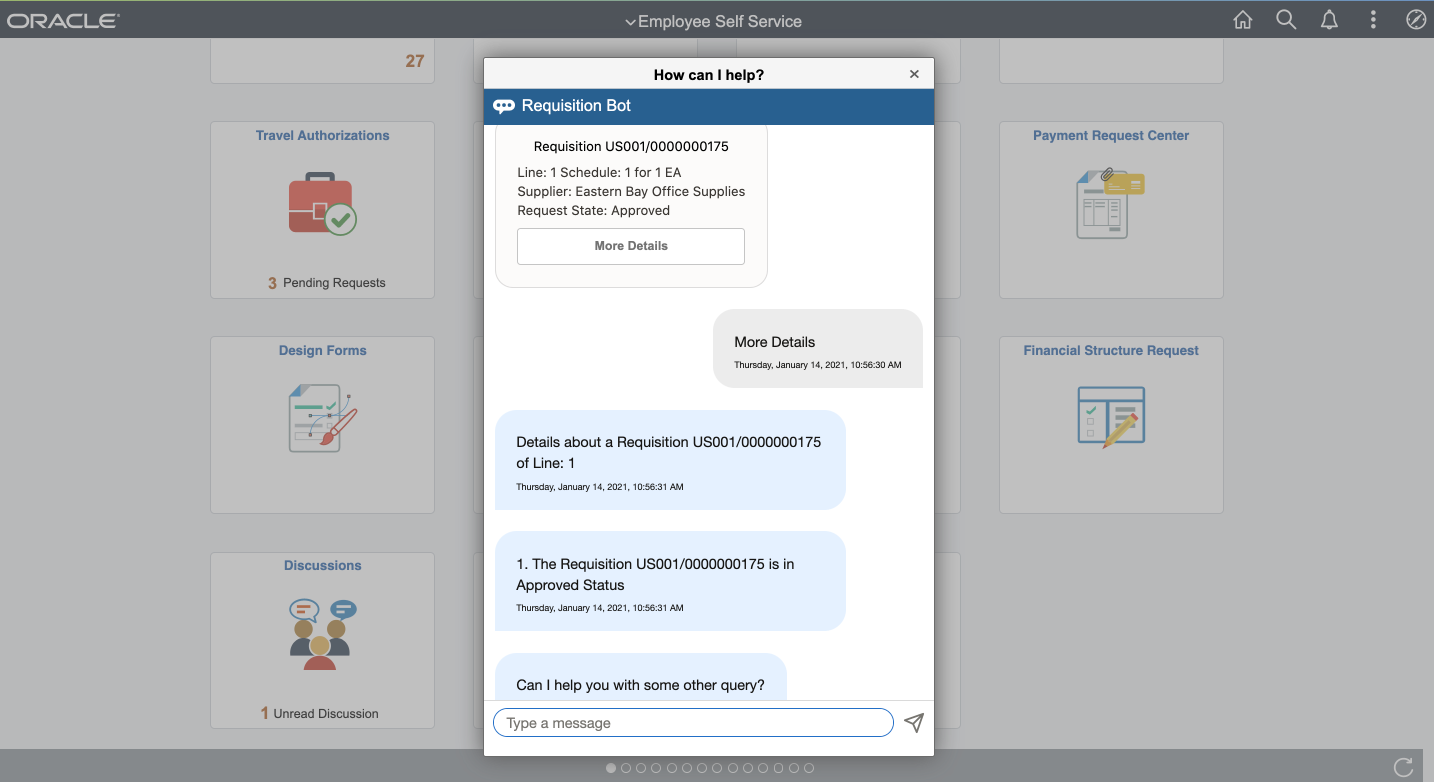 ORACLE
Employee Self Service
27
How can I help?
Requisition Bot
Requisition US001/0000000175
Line: 1 Schedule: 1 for 1 EA
Supplier: Eastern Bay Office Supplies
Request State: Approved
More Details
More Details
Thursday, January 14, 2021, 10:56:30 AM
Details about a Requisition US001/0000000175
of Line: 1
Thursday, January 14, 2021, 10:56:31 AM
1. The Requisition US001/0000000175 is in
Approved Status
Thursday, January 14, 2021, 10:56:31 AM
Can I help you with some other query?
Type a message
Travel Authorizations
3 Pending Requests
Payment Request Center
Design Forms
Financial Structure Request
Discussions
1 Unread Discussion